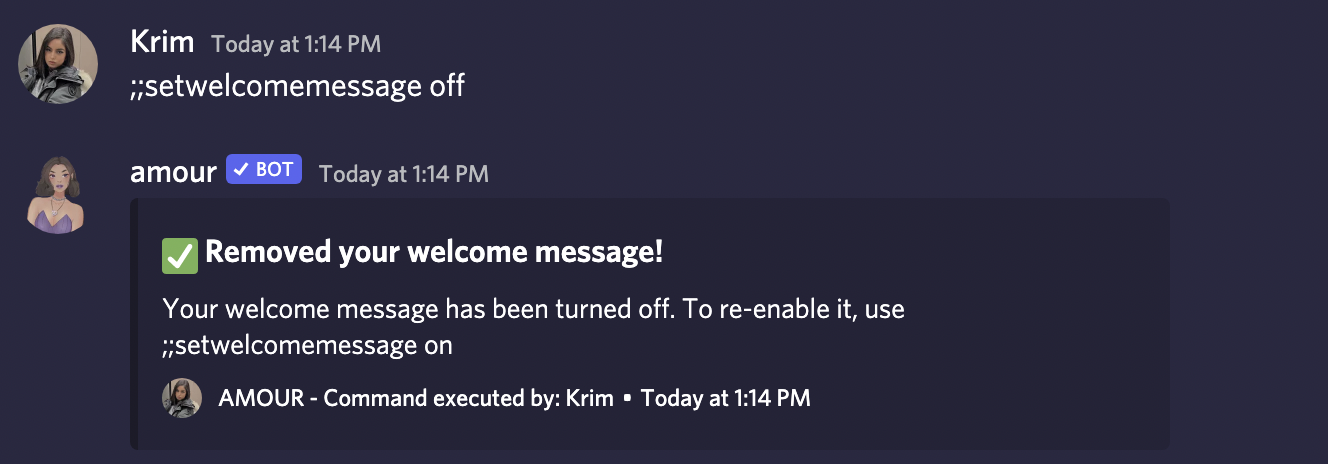 Krim Today at 1:14 PM
;;setwelcomemessage off
amour ✓ BOT Today at 1:14 PM
✅ Removed your welcome message!
Your welcome message has been turned off. To re-enable it, use
;;setwelcomemessage on
AMOUR - Command executed by: Krim • Today at 1:14 PM